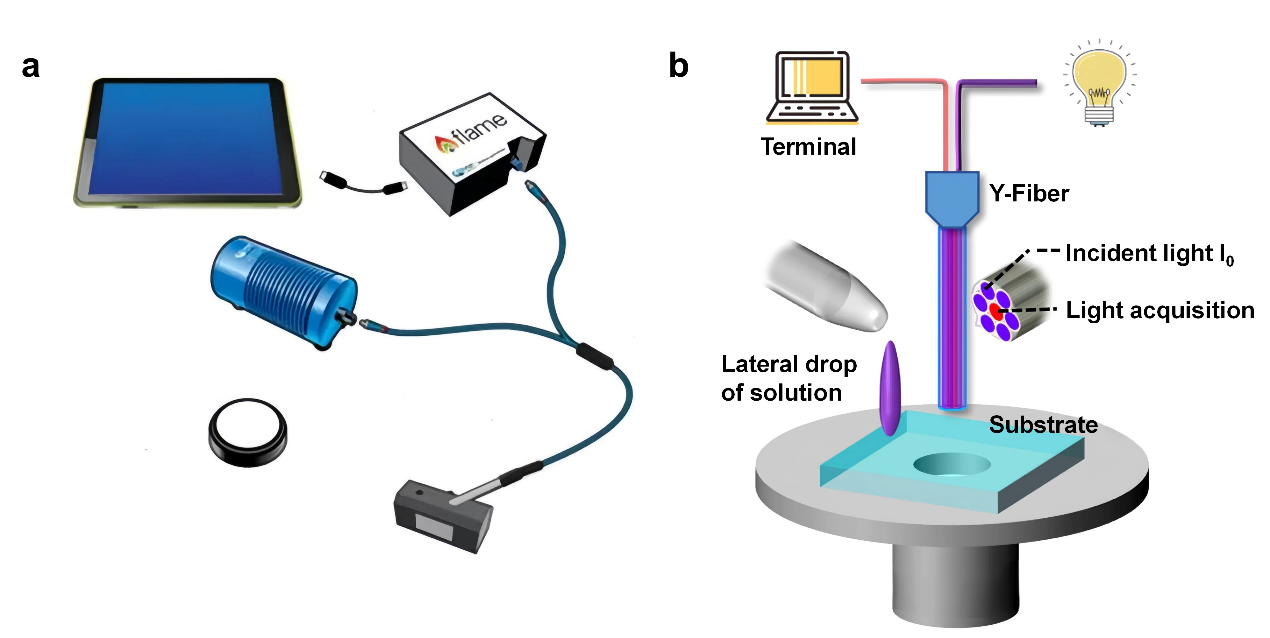 a
flame
b
Terminal
Y-Fiber
Incident light I₀
Light acquisition
Lateral drop
of solution
Substrate